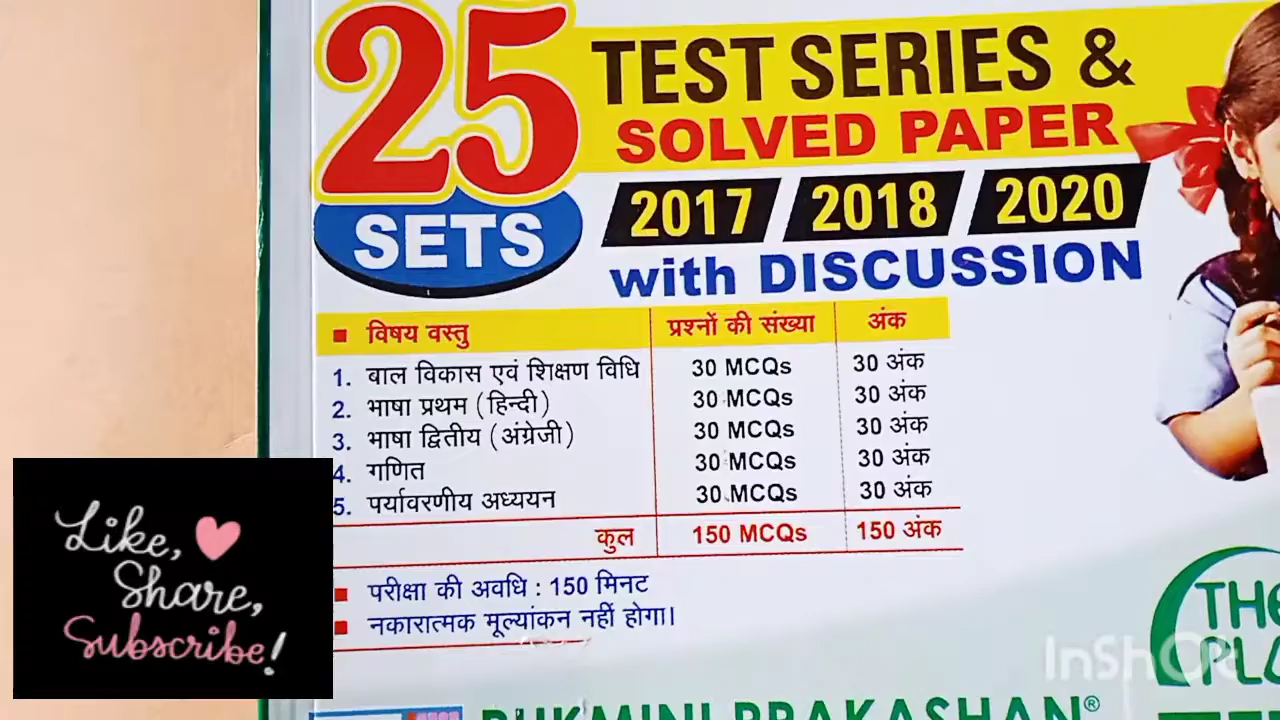 25 SETS
TEST SERIES &
SOLVED PAPER
2017 2018 2020
with DISCUSSION
■ विषय वस्तु प्रश्नों की संख्या अंक
1. बाल विकास एवं शिक्षण विधि 30 MCQs 30 अंक
2. भाषा प्रथम (हिन्दी) 30 MCQs 30 अंक
3. भाषा द्वितीय (अंग्रेजी) 30 MCQs 30 अंक
4. गणित 30 MCQs 30 अंक
5. पर्यावरणीय अध्ययन 30 MCQs 30 अंक
कुल 150 MCQs 150 अंक
■ परीक्षा की अवधि : 150 मिनट
■ नकारात्मक मूल्यांकन नहीं होगा।
Like,
Share,
Subscribe!
InShOt
RUKMINI PRAKASHAN®